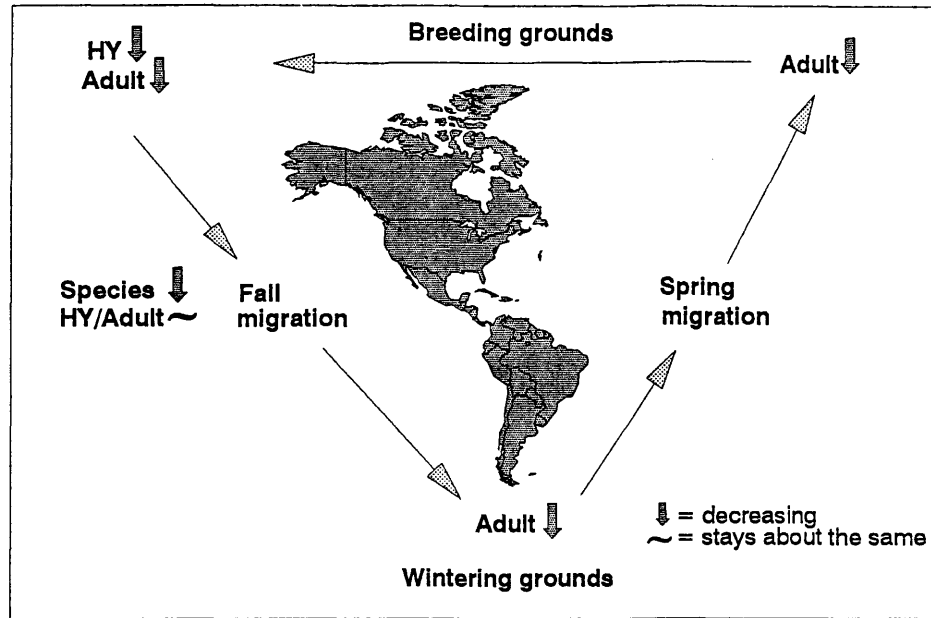 Breeding grounds
HY
Adult
Adult
Species
HY/Adult ~
Fall
migration
Spring
migration
Adult
= decreasing
~ = stays about the same
Wintering grounds